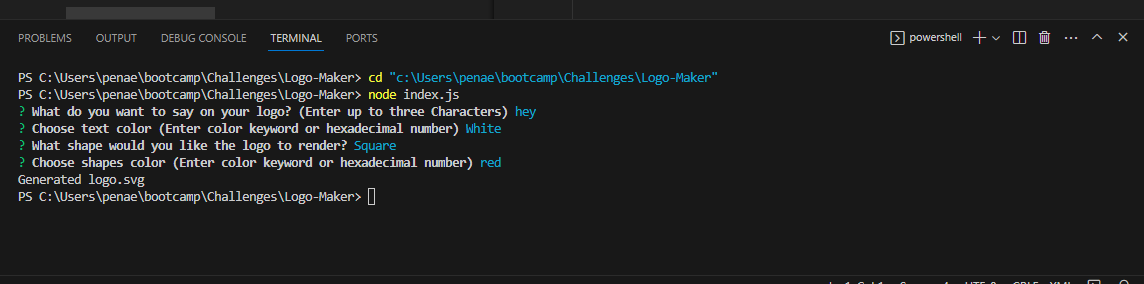 PROBLEMS OUTPUT DEBUG CONSOLE TERMINAL PORTS powershell
PS C:\Users\penae\bootcamp\Challenges\Logo-Maker> cd "c:\Users\penae\bootcamp\Challenges\Logo-Maker"
PS C:\Users\penae\bootcamp\Challenges\Logo-Maker> node index.js
? What do you want to say on your logo? (Enter up to three Characters) hey
? Choose text color (Enter color keyword or hexadecimal number) White
? What shape would you like the logo to render? Square
? Choose shapes color (Enter color keyword or hexadecimal number) red
Generated logo.svg
PS C:\Users\penae\bootcamp\Challenges\Logo-Maker>